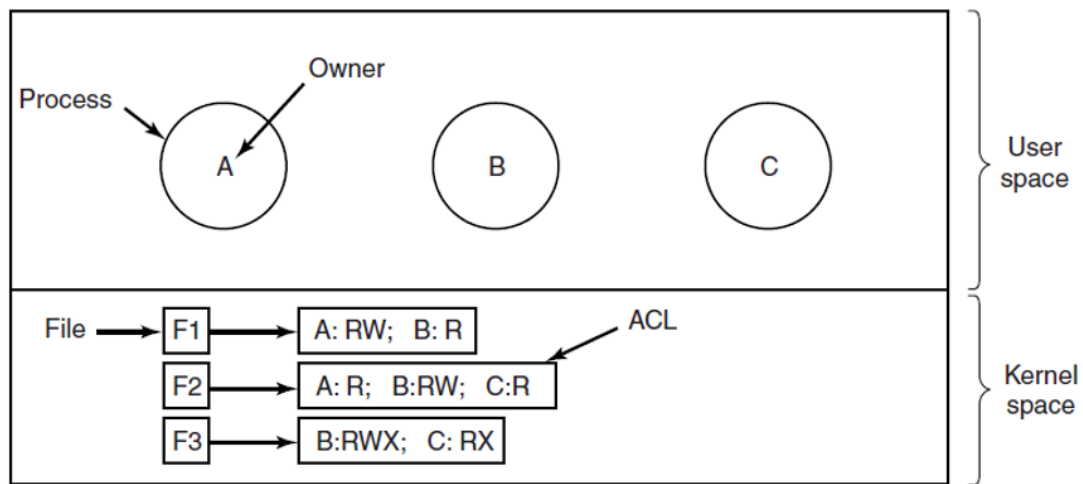 Owner
Process
A
B
C
User
space
File
F1
A: RW; B: R
ACL
F2
A: R; B:RW; C:R
F3
B:RWX; C: RX
Kernel
space